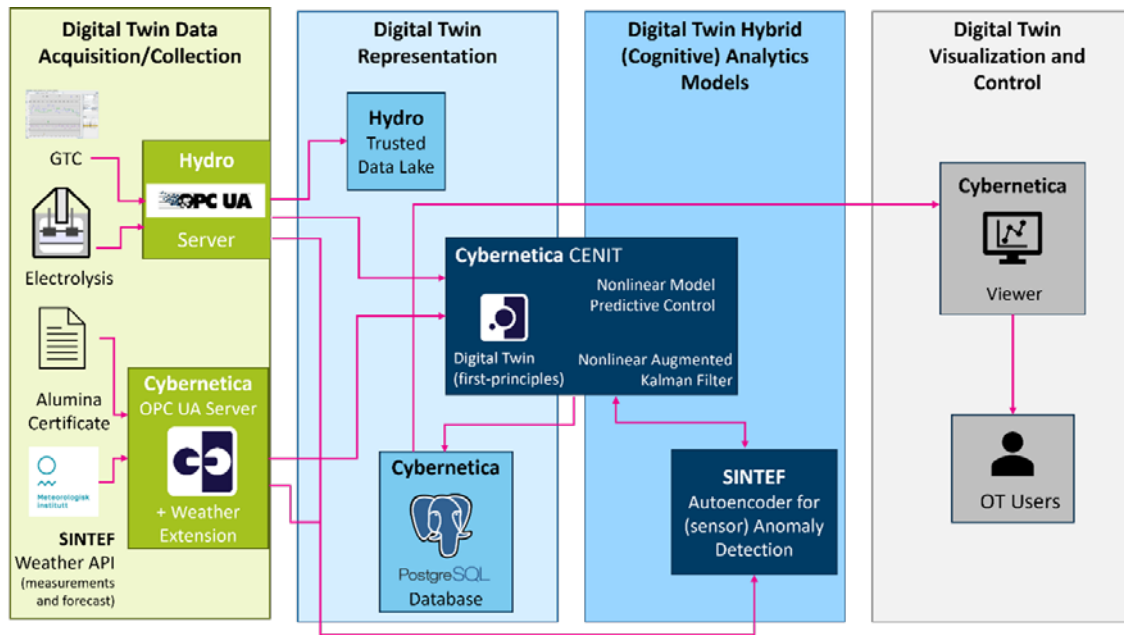 Digital Twin Data
Acquisition/Collection
GTC
Electrolysis
Alumina
Certificate
Meteorologisk
institutt
SINTEF
Weather API
(measurements
and forecast)
Hydro
OPC UA
Server
Cybernetica
OPC UA Server
+ Weather
Extension
Digital Twin
Representation
Hydro
Trusted
Data Lake
Cybernetica CENIT
Nonlinear Model
Predictive Control
Digital Twin
(first-principles)
Nonlinear Augmented
Kalman Filter
Cybernetica
PostgreSQL
Database
Digital Twin Hybrid
(Cognitive) Analytics
Models
SINTEF
Autoencoder for
(sensor) Anomaly
Detection
Digital Twin
Visualization and
Control
Cybernetica
Viewer
OT Users